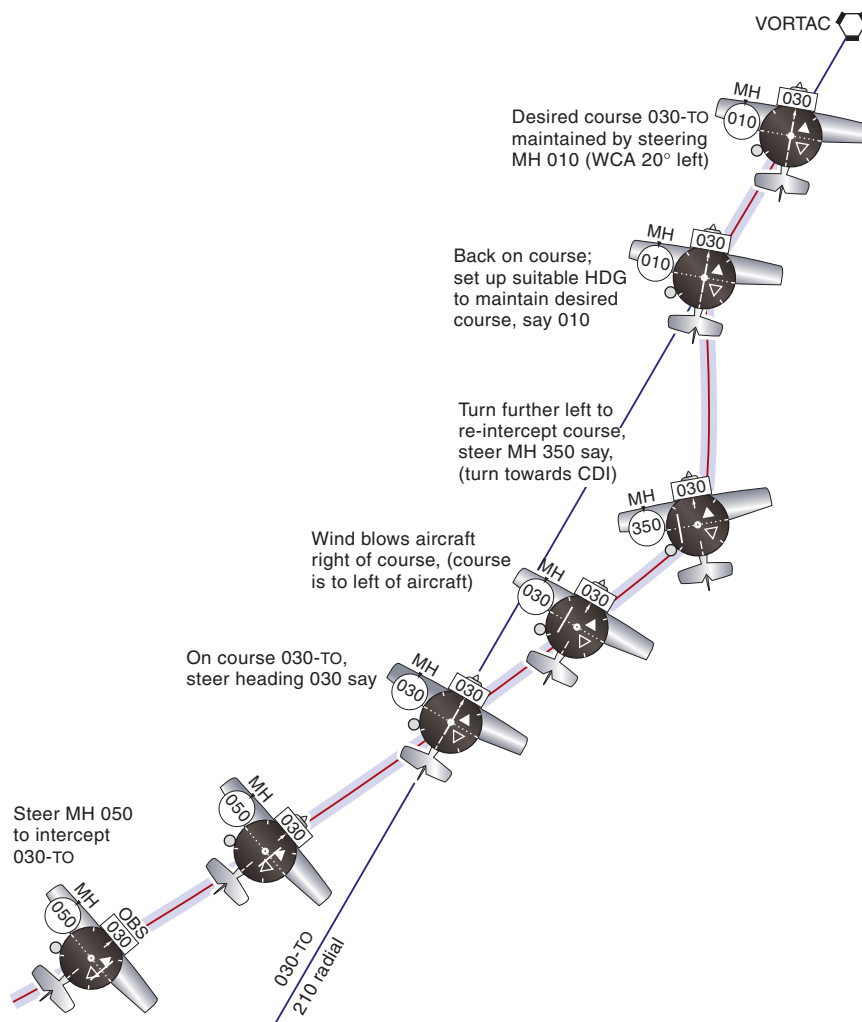 VORTAC
MH
030
010
Desired course 030-TO
maintained by steering
MH 010 (WCA 20° left)
MH
030
010
Back on course;
set up suitable HDG
to maintain desired
course, say 010
Turn further left to
re-intercept course,
steer MH 350 say,
(turn towards CDI)
MH
030
350
Wind blows aircraft
right of course, (course
is to left of aircraft)
MH
030
030
On course 030-TO,
steer heading 030 say
MH
030
030
MH
050
030
Steer MH 050
to intercept
030-TO
MH
050
OBS
030
030-TO
210 radial